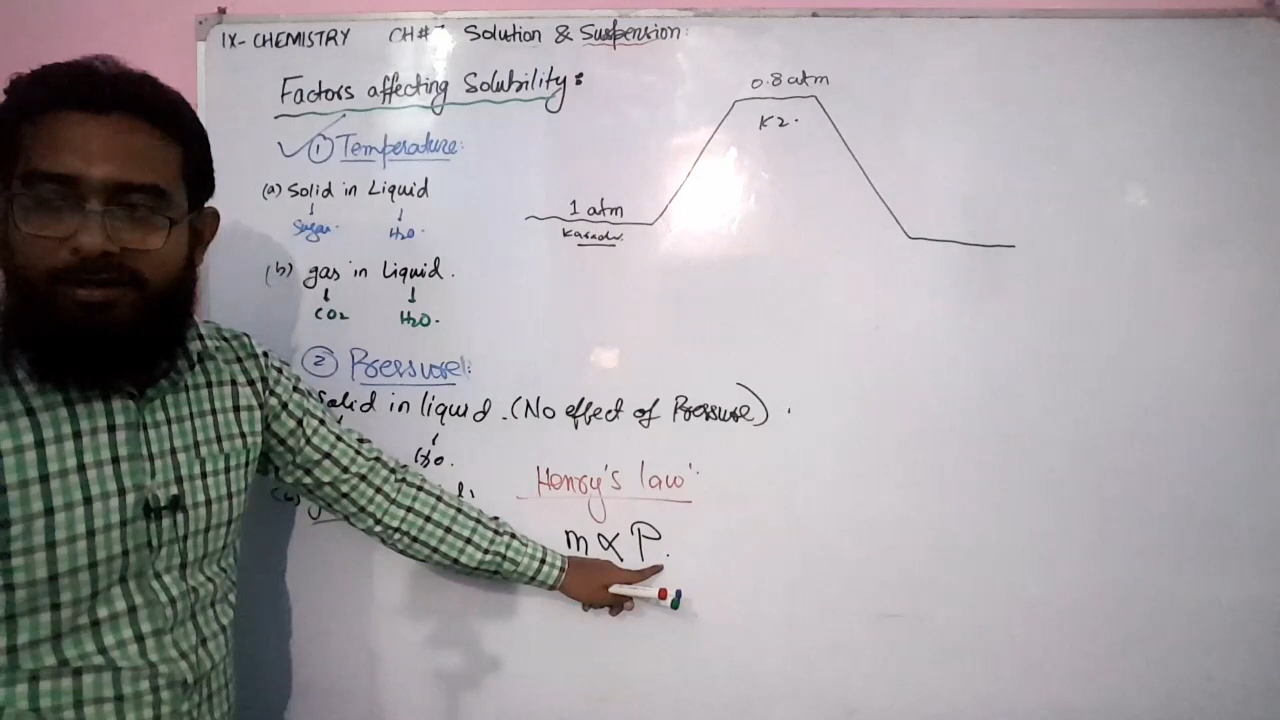 IX- CHEMISTRY CH# Solution & Suspension:
Factors affecting Solubility:
① Temperature:
(a) Solid in Liquid
Sugar. H2O.
(b) gas in Liquid.
CO2 H2O.
② Pressure:
Solid in liquid. (No effect of Pressure).
H2O.
Henry's law:
m ∝ P.
0.8 atm
K2.
1 atm